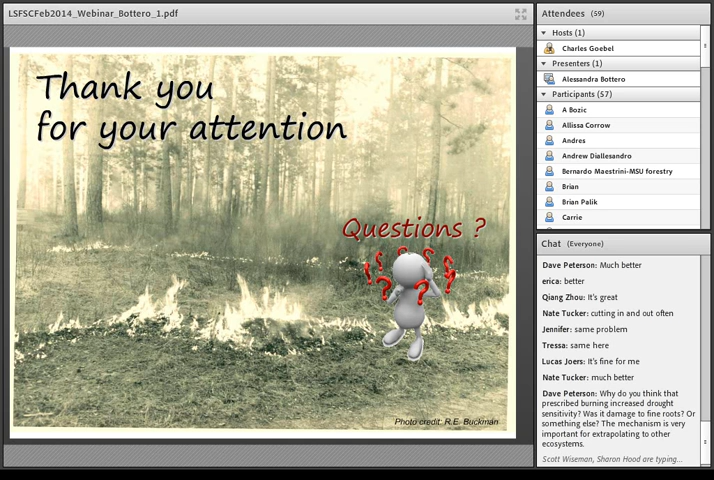 LSFSCFeb2014_Webinar_Bottero_1.pdf
Thank you
for your attention
Questions ?
? ? ? ? ? ? ?
Photo credit: R.E. Buckman
Attendees (59)
Hosts (1)
Charles Goebel
Presenters (1)
Alessandra Bottero
Participants (57)
A Bozic
Allissa Corrow
Andres
Andrew Diallesandro
Bernardo Maestrini-MSU forestry
Brian
Brian Palik
Carrie
Chat (Everyone)
Dave Peterson: Much better
erica: better
Qiang Zhou: It's great
Nate Tucker: cutting in and out often
Jennifer: same problem
Tressa: same here
Lucas Joers: It's fine for me
Nate Tucker: much better
Dave Peterson: Why do you think that
prescribed burning increased drought
sensitivity? Was it damage to fine roots? Or
something else? The mechanism is very
important for extrapolating to other
ecosystems.
Scott Wiseman, Sharon Hood are typing...